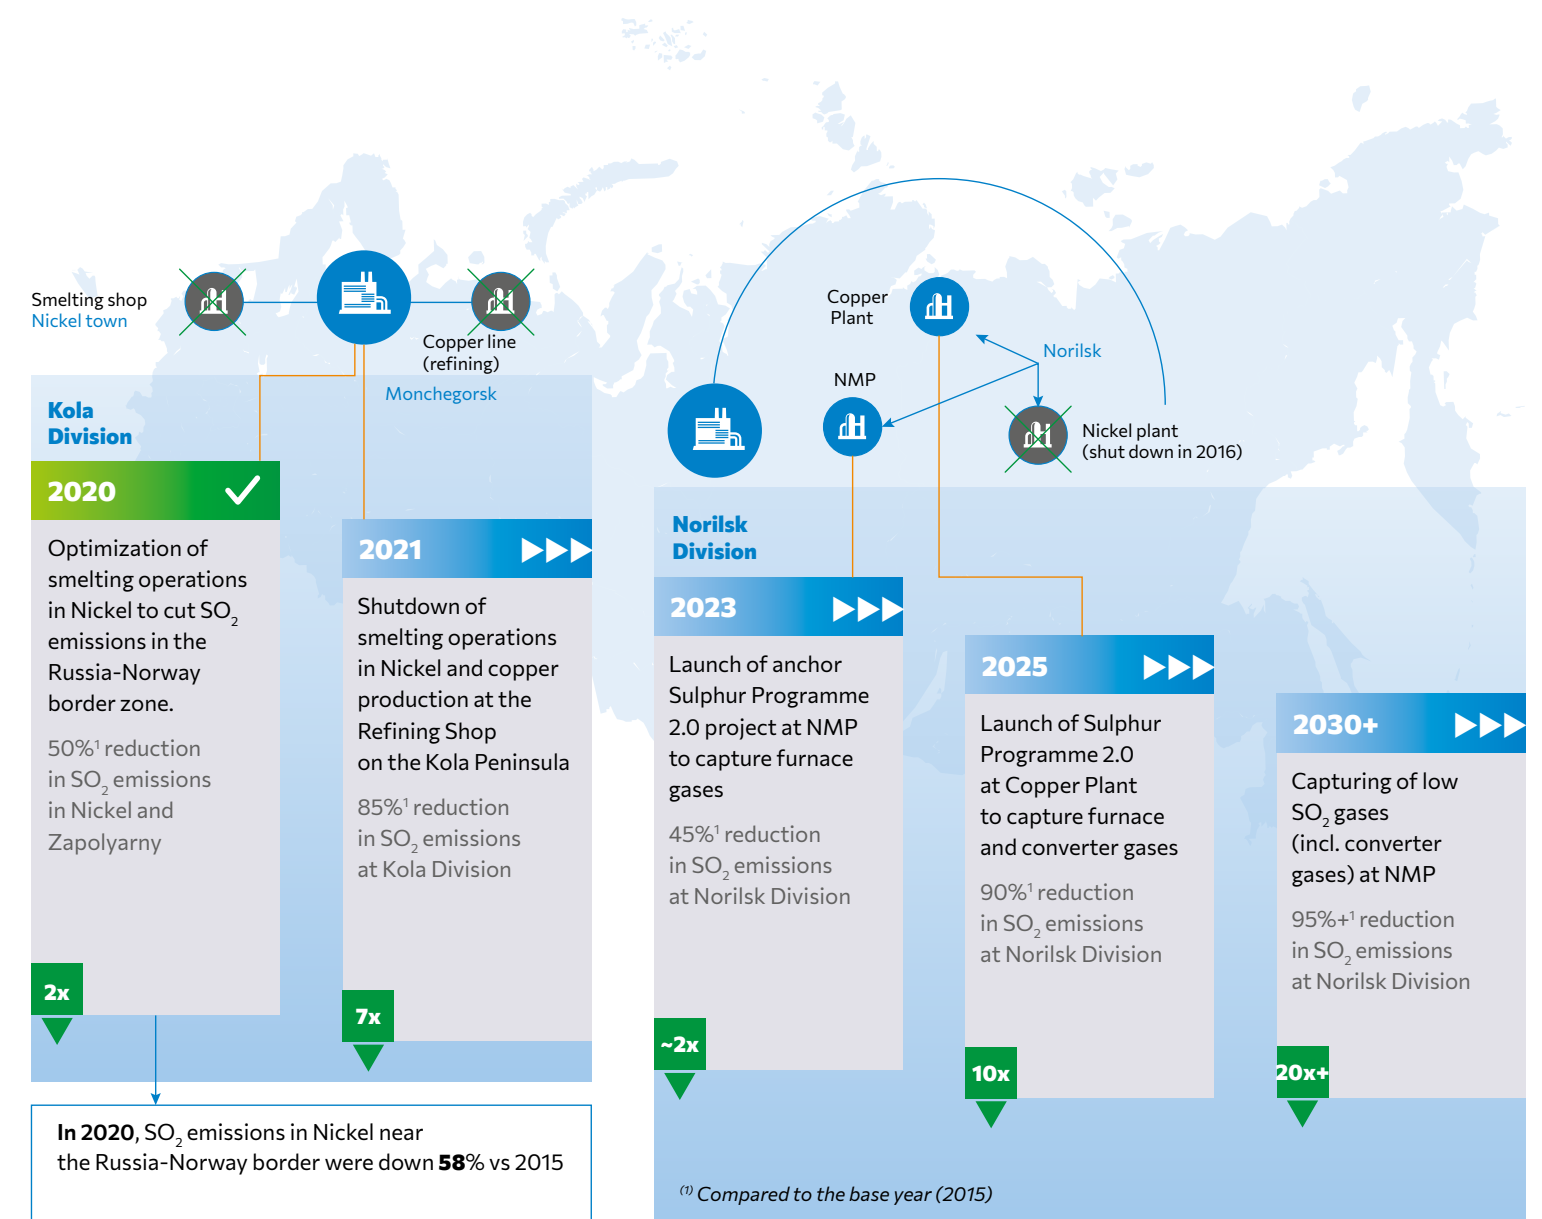 Smelting shop
Nickel town
Copper line
(refining)
Monchegorsk
Copper
Plant
NMP
Norilsk
Nickel plant
(shut down in 2016)
Kola
Division
2020
Optimization of
smelting operations
in Nickel to cut SO2
emissions in the
Russia-Norway
border zone.
50%1 reduction
in SO2 emissions
in Nickel and
Zapolyarny
2x
2021
Shutdown of
smelting operations
in Nickel and copper
production at the
Refining Shop
on the Kola Peninsula
85%1 reduction
in SO2 emissions
at Kola Division
7x
In 2020, SO2 emissions in Nickel near
the Russia-Norway border were down 58% vs 2015
Norilsk
Division
2023
Launch of anchor
Sulphur Programme
2.0 project at NMP
to capture furnace
gases
45%1 reduction
in SO2 emissions
at Norilsk Division
~2x
2025
Launch of Sulphur
Programme 2.0
at Copper Plant
to capture furnace
and converter gases
90%1 reduction
in SO2 emissions
at Norilsk Division
10x
2030+
Capturing of low
SO2 gases
(incl. converter
gases) at NMP
95%+1 reduction
in SO2 emissions
at Norilsk Division
20x+
(1) Compared to the base year (2015)